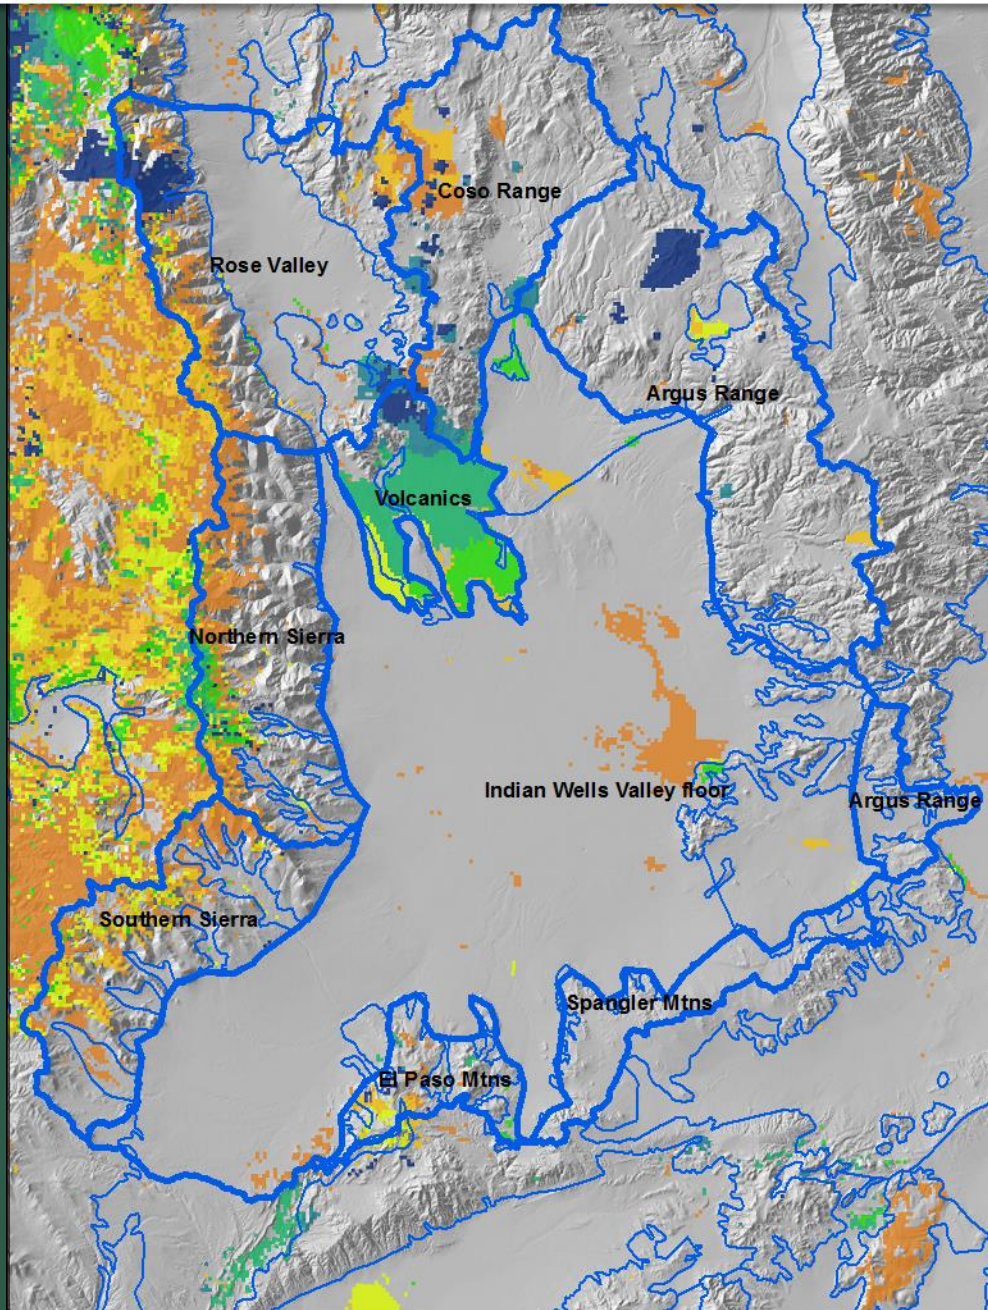 Coso Range
Rose Valley
Argus Range
Volcanics
Northern Sierra
Indian Wells Valley floor
Argus Range
Southern Sierra
Spangler Mtns
El Paso Mtns